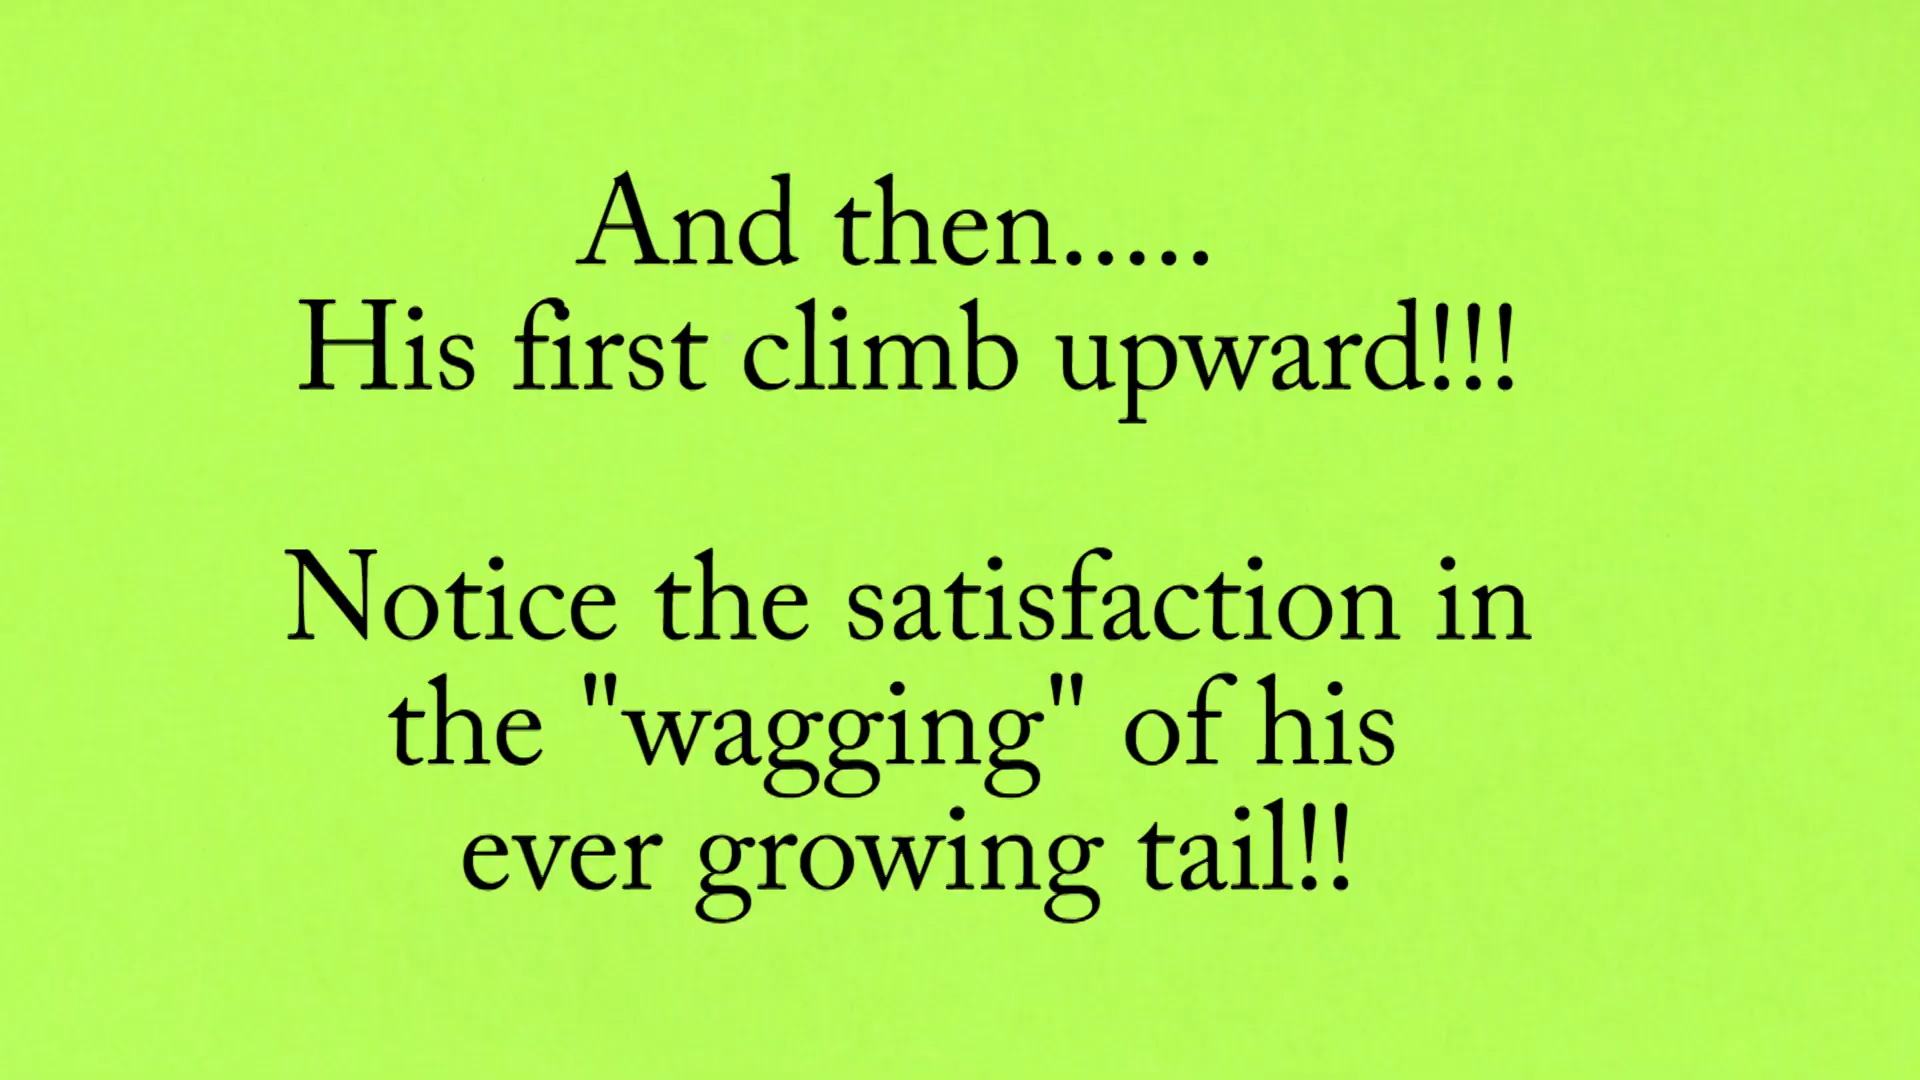 And then.....
His first climb upward!!!
Notice the satisfaction in
the "wagging" of his
ever growing tail!!